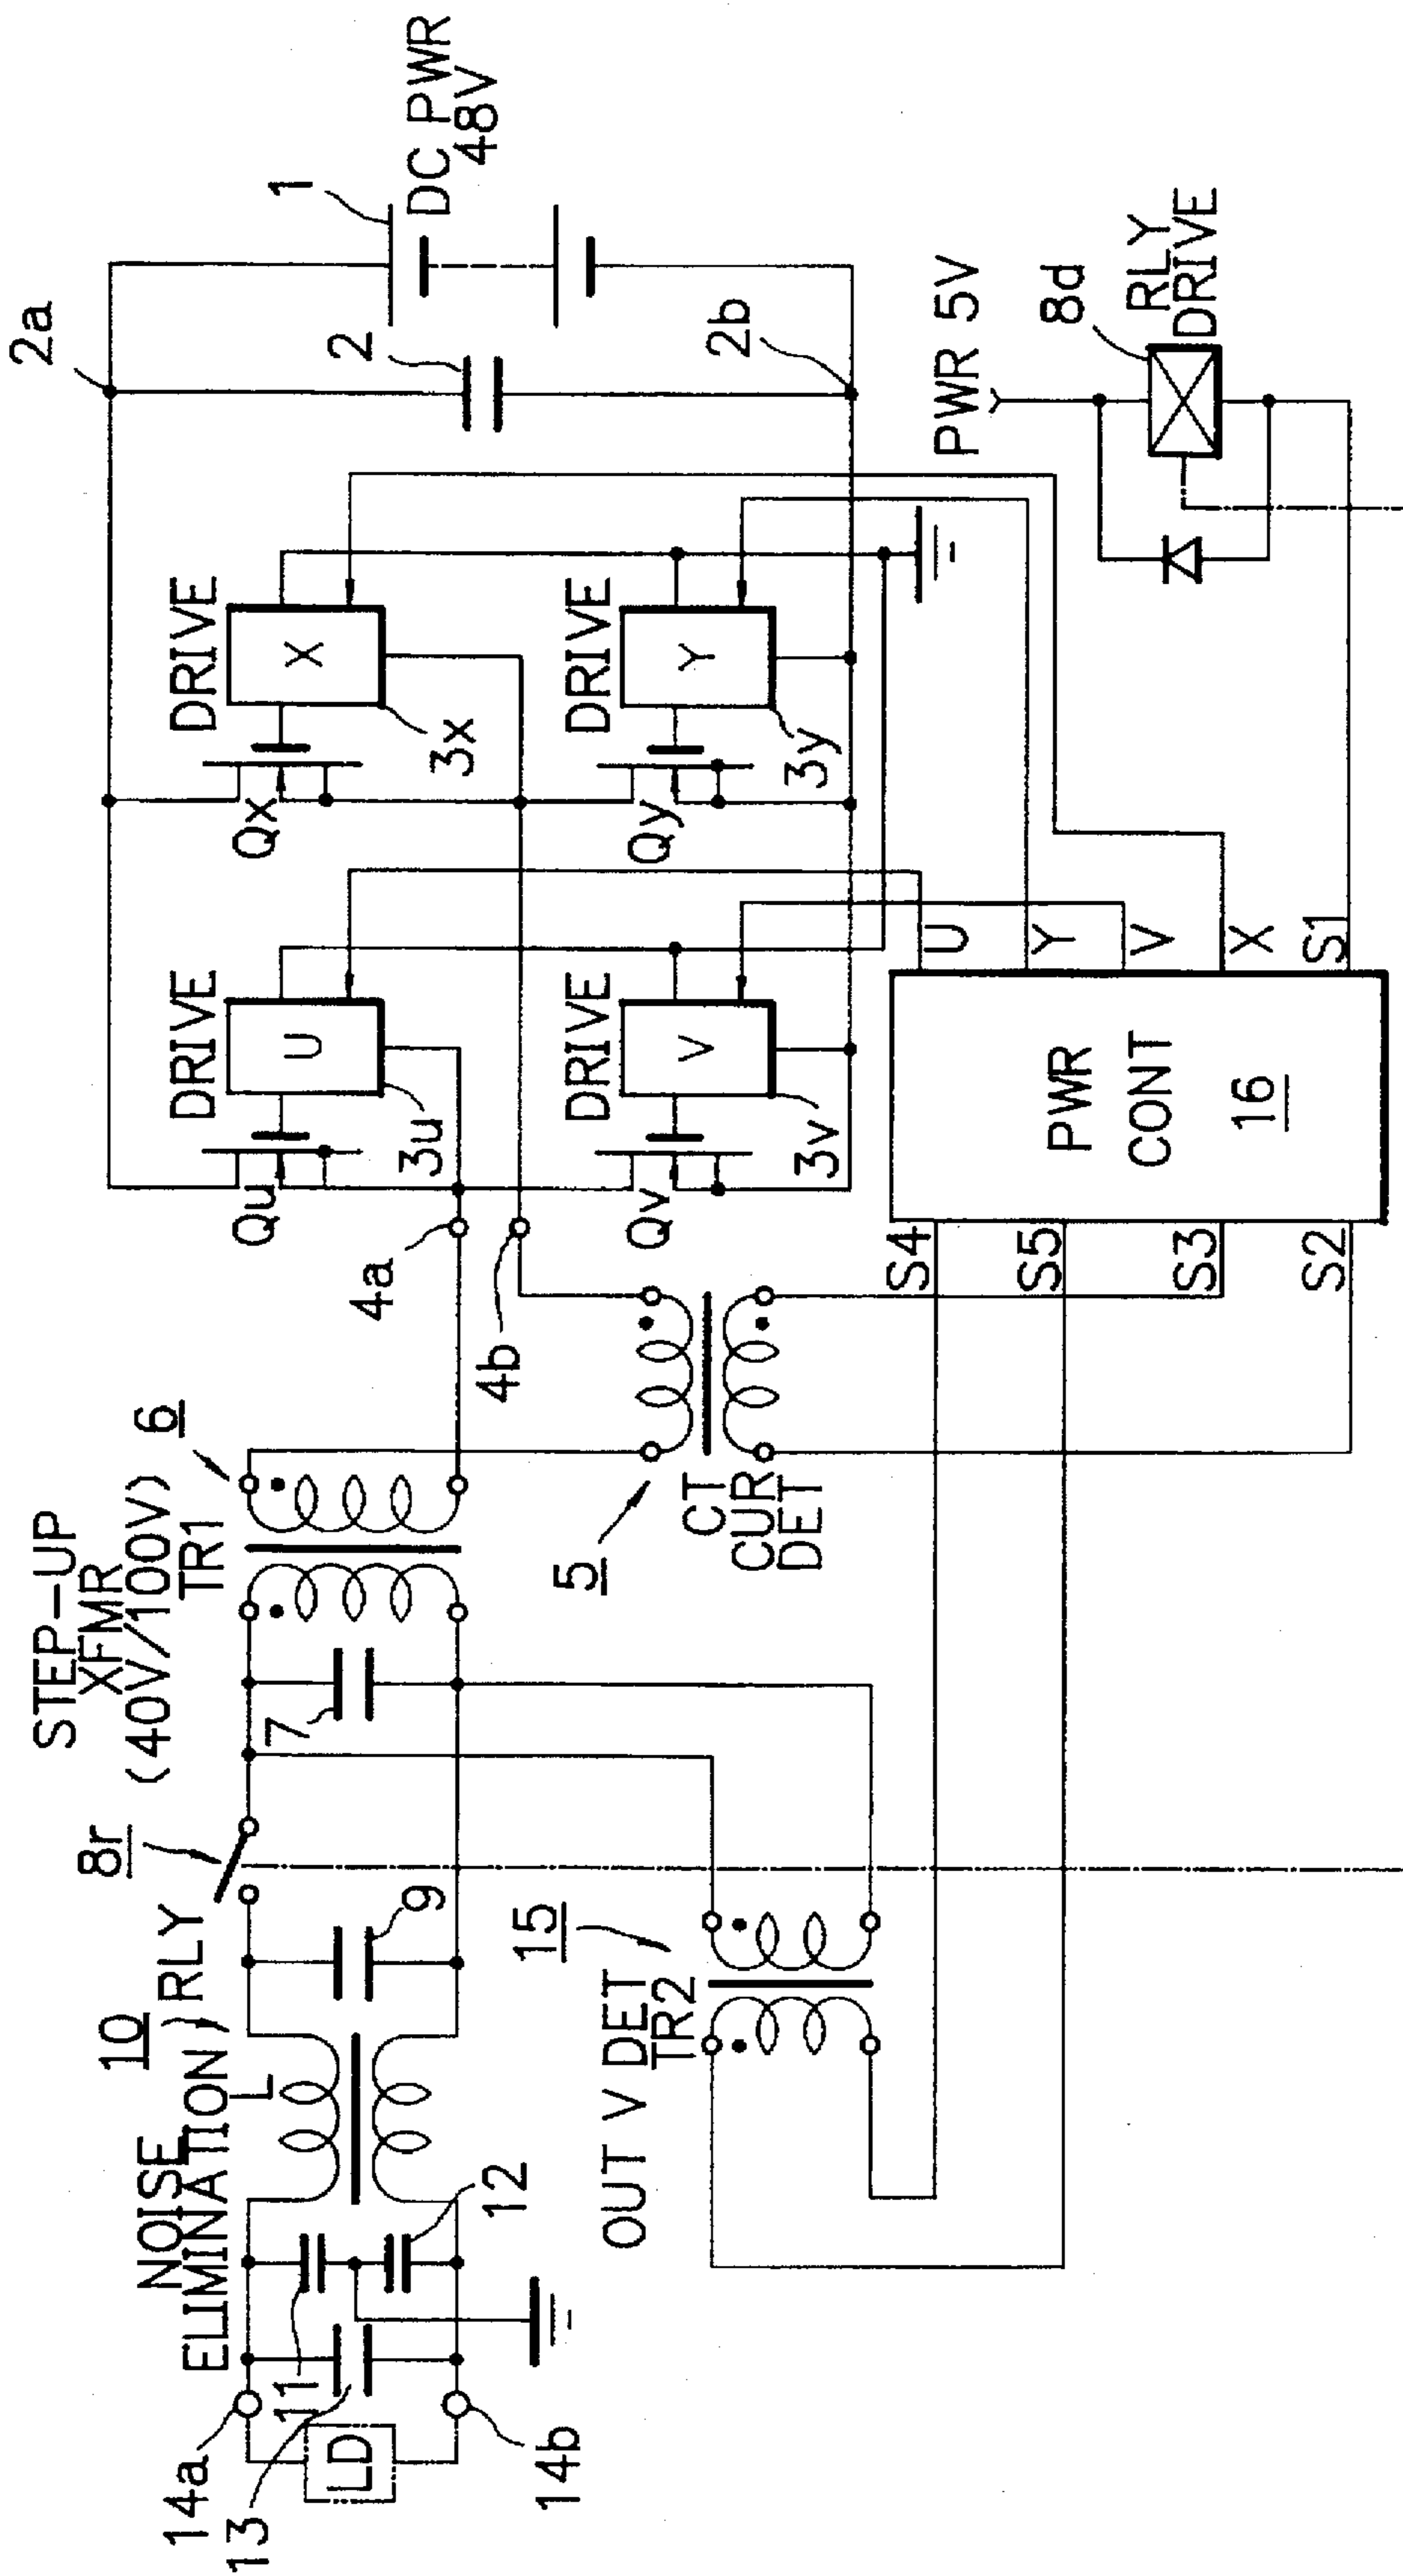 14a
13
LD
14b
11
12
NOISE
ELIMINATION
10
L
RLY
9
8r
STEP-UP
XFMR
(40V/100V)
TR1
6
7
OUT V DET
TR2
15
5
CT
CUR
DET
4a
4b
Qu
DRIVE
U
3u
Qv
DRIVE
V
3v
Qx
DRIVE
X
3x
Qy
DRIVE
Y
3y
2a
2
2b
1
DC PWR
48V
S4
S5
S3
S2
PWR
CONT
16
U
Y
V
X
S1
PWR 5V
8d
RLY
DRIVE